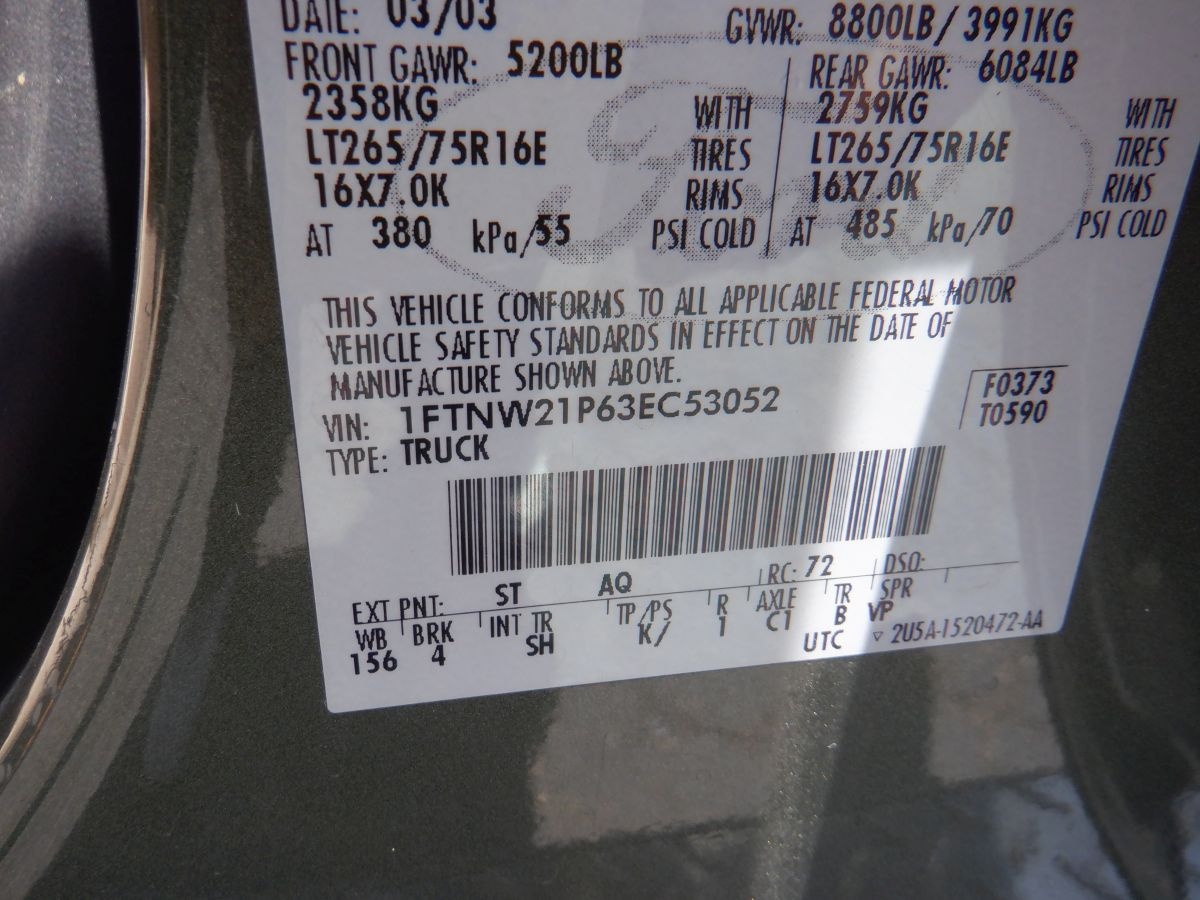 DATE: 03/03 GVWR: 8800LB/ 3991KG
FRONT GAWR: 5200LB REAR GAWR: 6084LB
2358KG WITH 2759KG WITH
LT265/75R16E TIRES LT265/75R16E TIRES
16X7.0K RIMS 16X7.0K RIMS
AT 380 kPa/55 PSI COLD AT 485 kPa/70 PSI COLD
Ford
THIS VEHICLE CONFORMS TO ALL APPLICABLE FEDERAL MOTOR
VEHICLE SAFETY STANDARDS IN EFFECT ON THE DATE OF
MANUFACTURE SHOWN ABOVE.
VIN: 1FTNW21P63EC53052
TYPE: TRUCK
F0373
T0590
EXT PNT: ST AQ RC: 72 DSO:
WB BRK INT TR TP/PS R AXLE TR SPR
156 4 SH K/ 1 C1 B VP
UTC ▽ 2U5A-1520472-AA